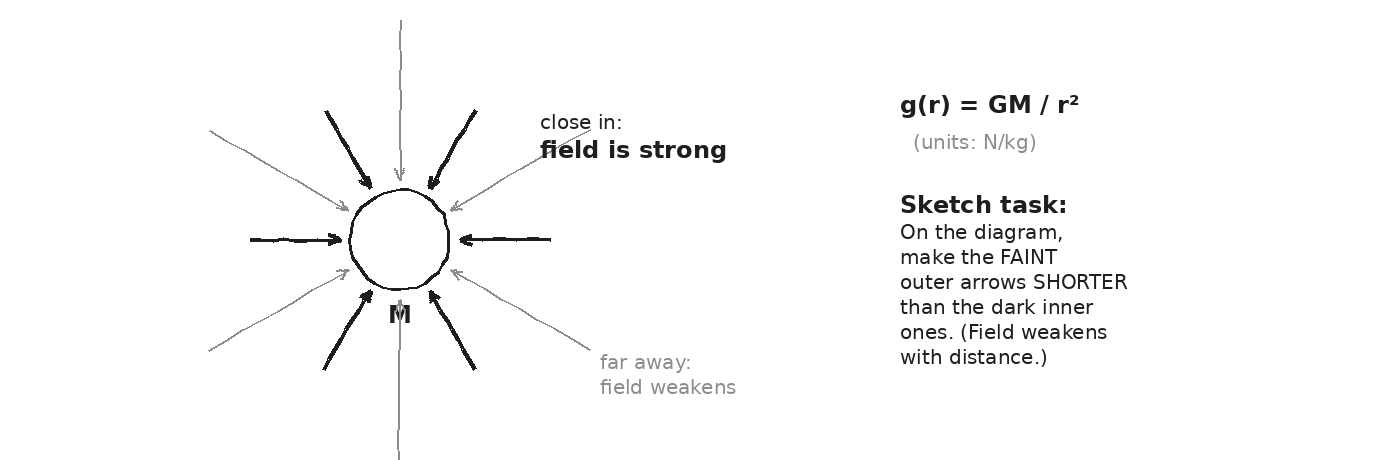 close in:
field is strong
M
far away:
field weakens
g(r) = GM / r²
(units: N/kg)
Sketch task:
On the diagram,
make the FAINT
outer arrows SHORTER
than the dark inner
ones. (Field weakens
with distance.)